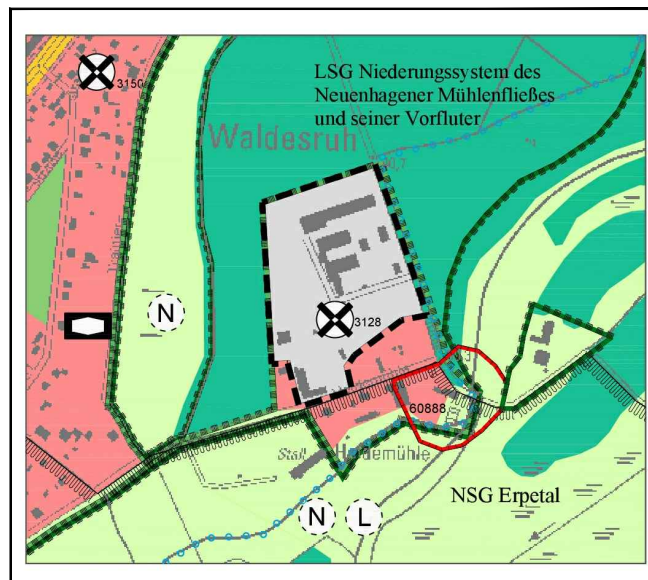 3150
LSG Niederungssystem des
Neuenhagener Mühlenfließes
und seiner Vorfluter
Waldesruh
N
3128
60888
Stall
Heidemühle
NSG Erpetal
N L